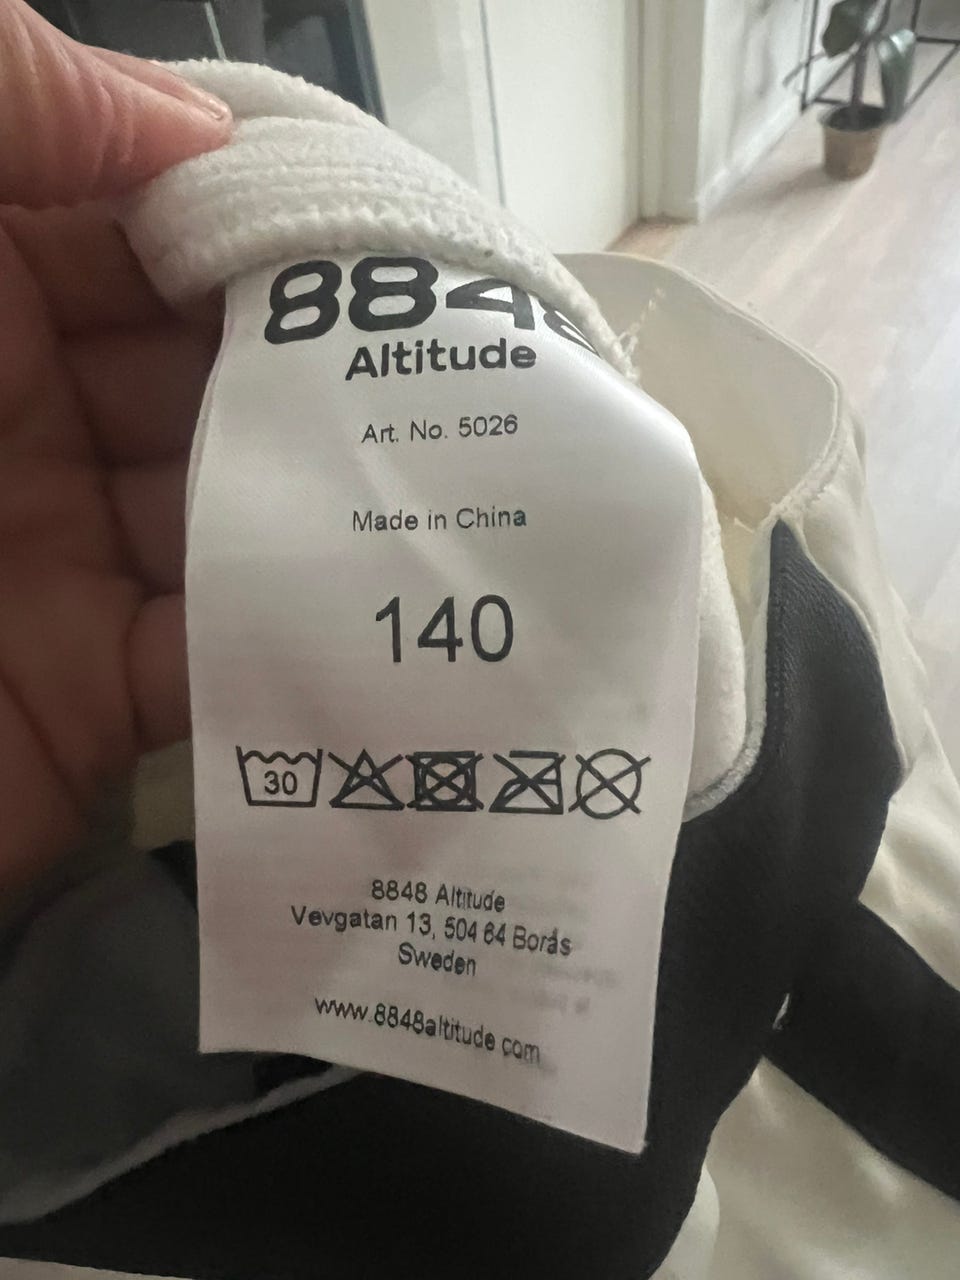 8848
Altitude
Art. No. 5026
Made in China
140
30
8848 Altitude
Vevgatan 13, 504 64 Borås
Sweden
www.8848altitude.com